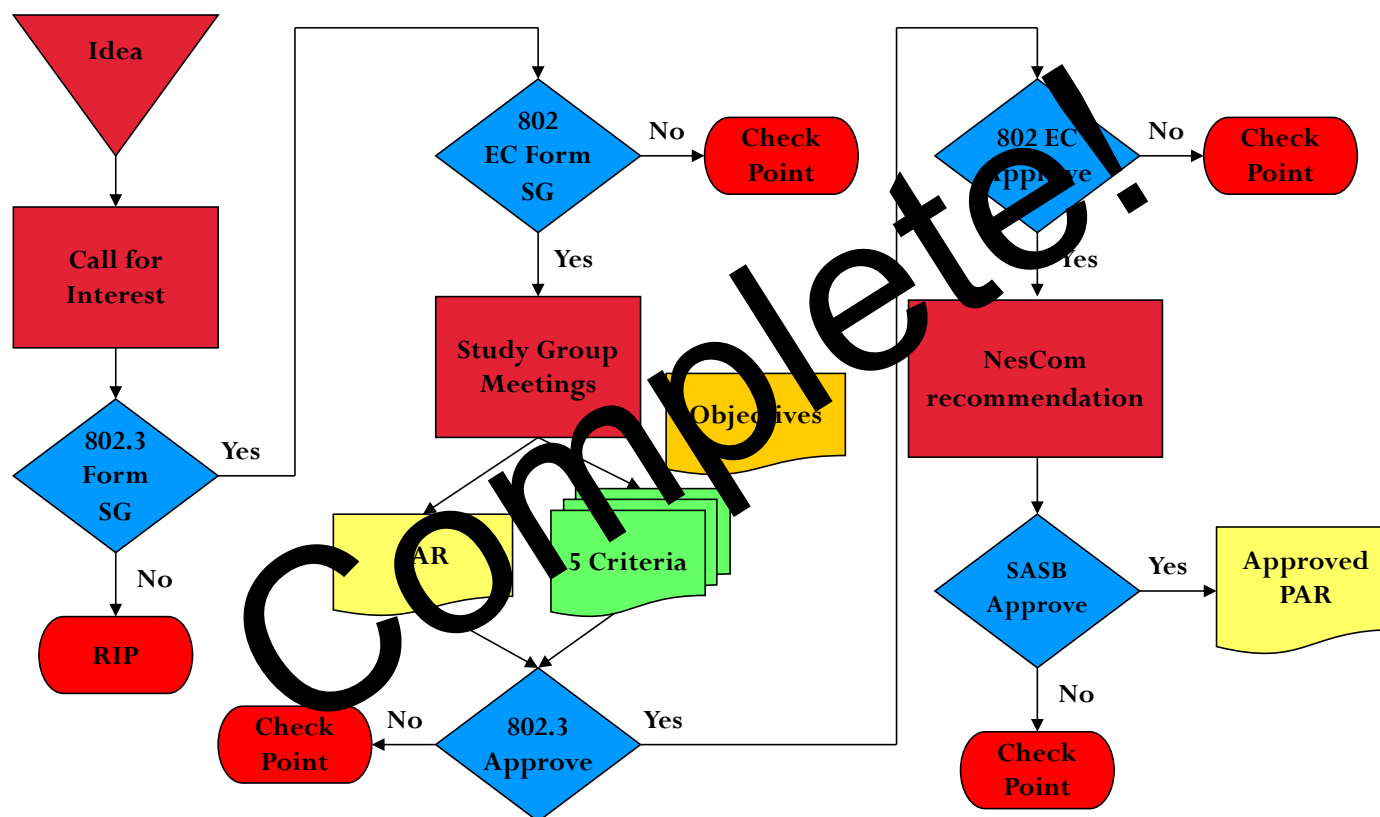 Idea
Call for
Interest
802.3
Form
SG
Yes
No
RIP
802
EC Form
SG
No
Check
Point
Yes
Study Group
Meetings
Objectives
PAR
5 Criteria
802.3
Approve
No
Check
Point
Yes
802 EC
Approve
No
Check
Point
Yes
NesCom
recommendation
SASB
Approve
Yes
Approved
PAR
No
Check
Point
Complete!